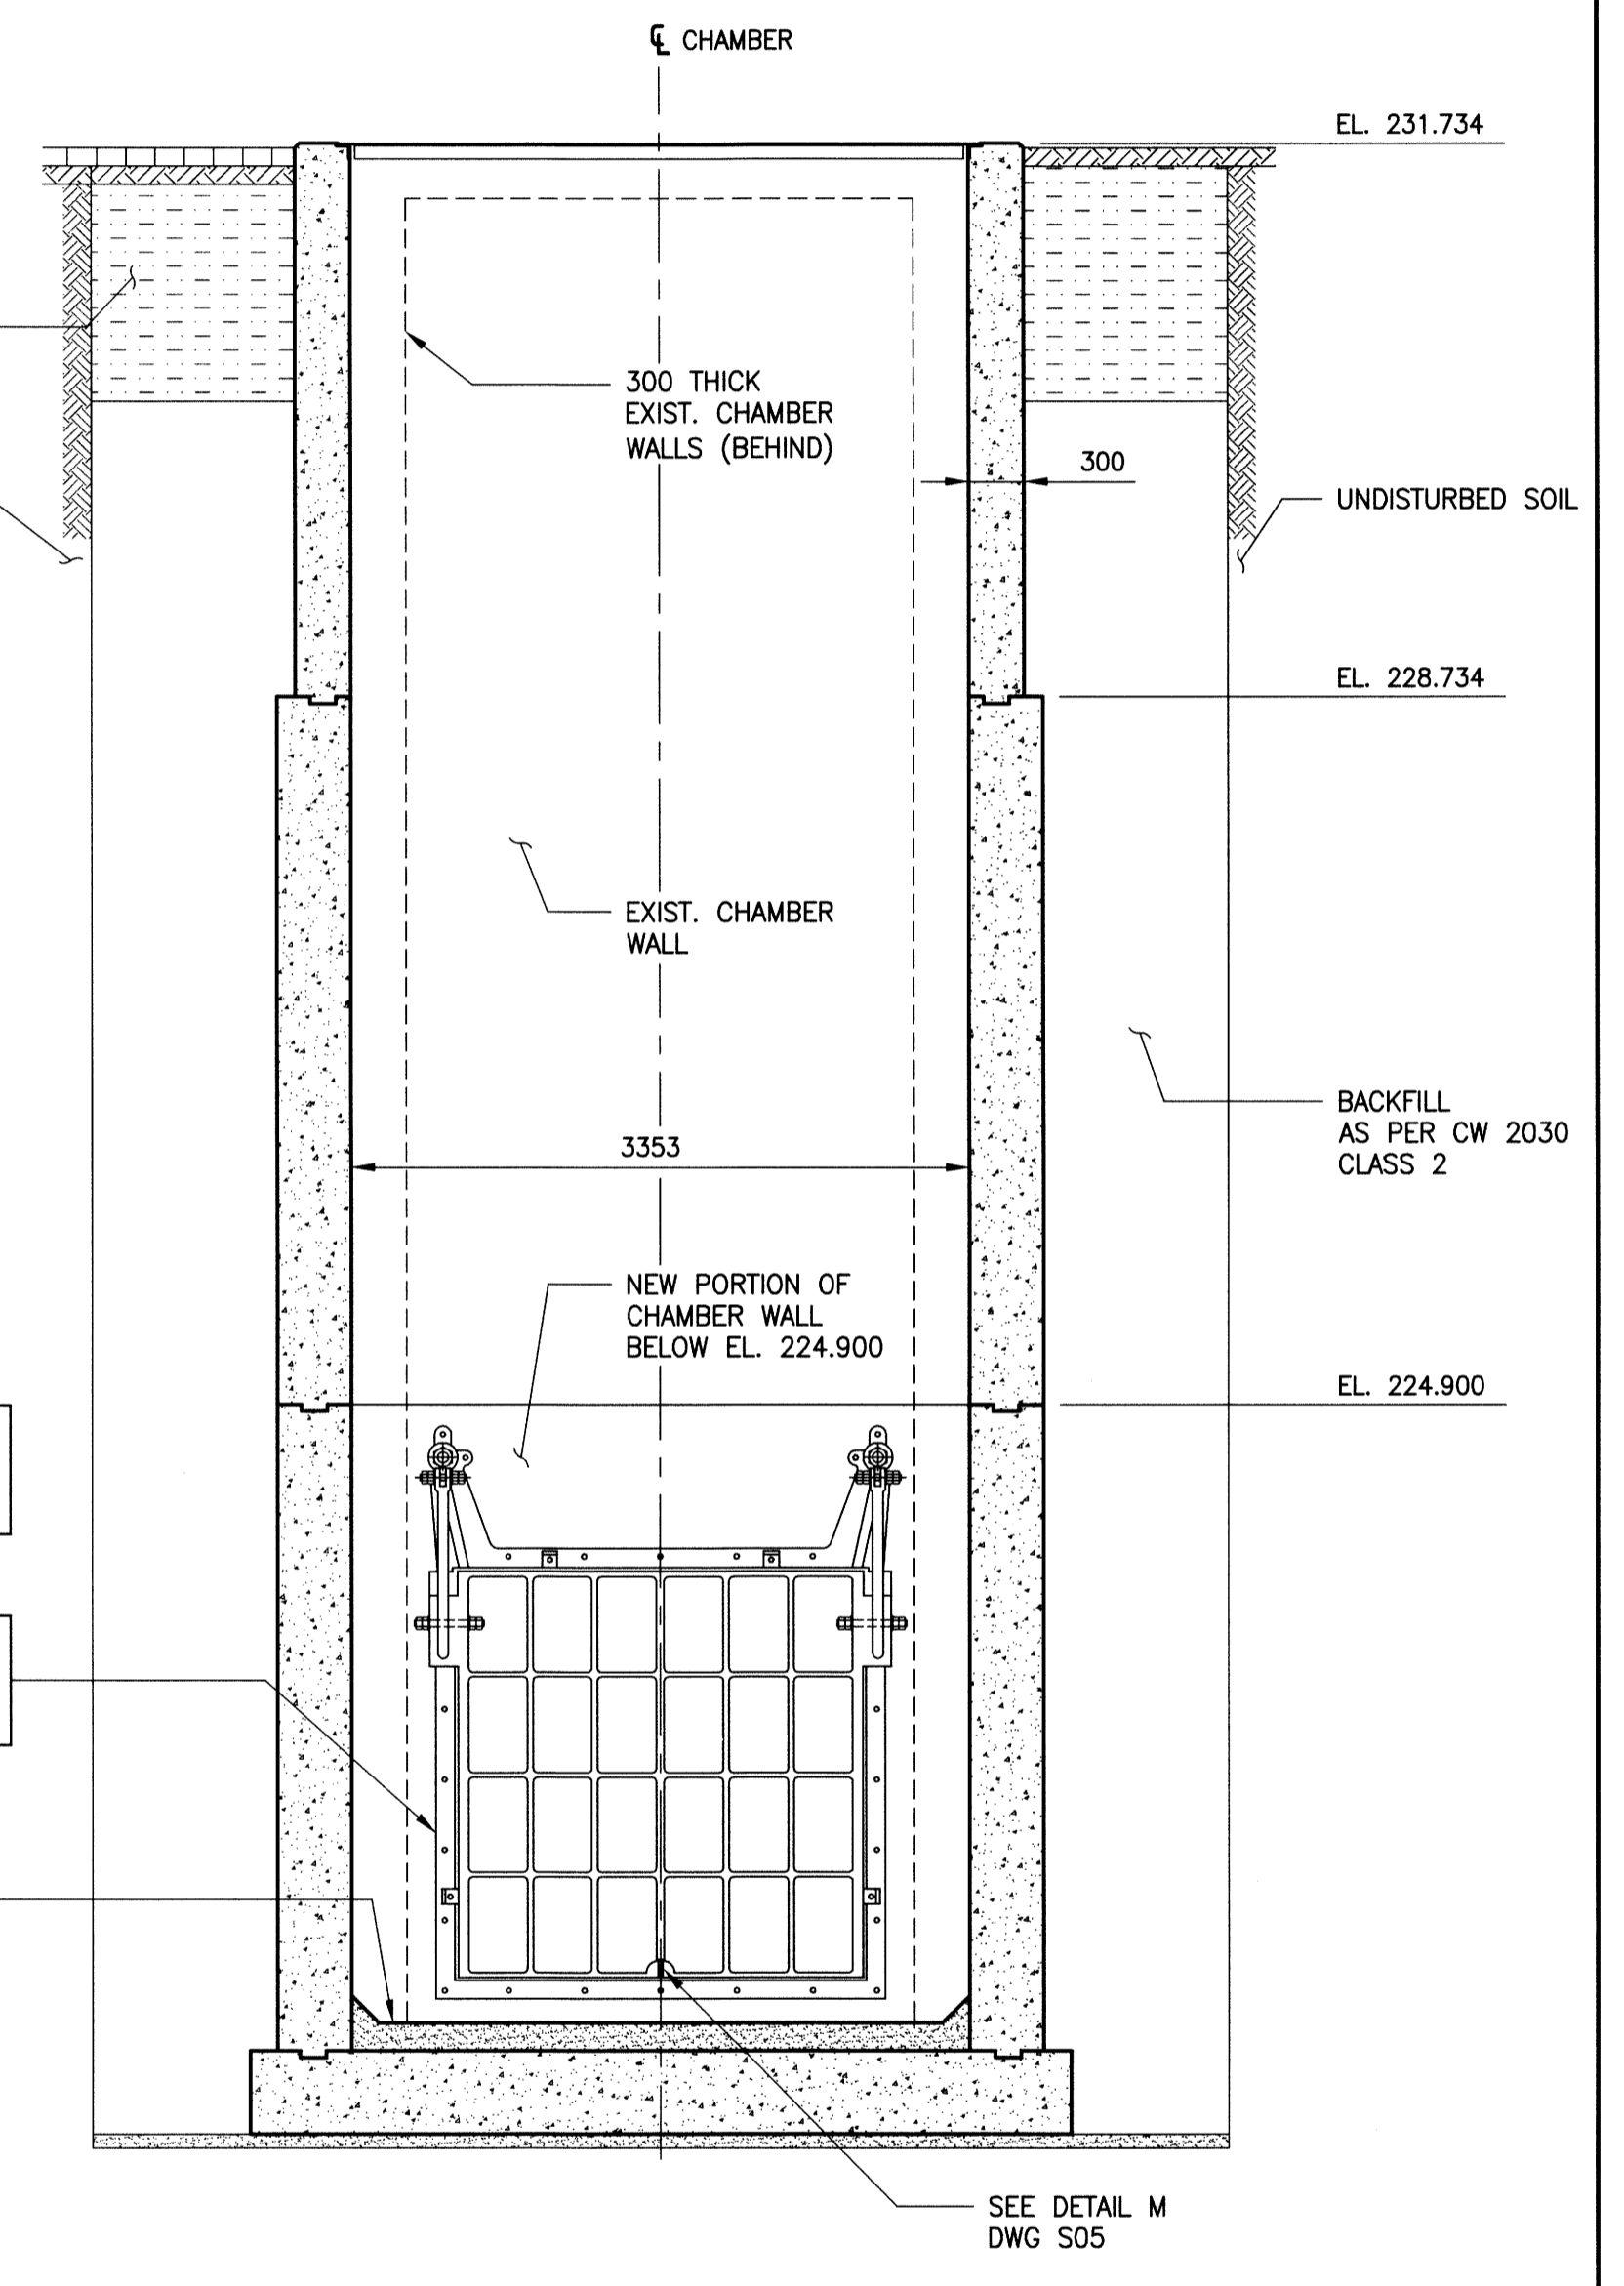 ℄ CHAMBER
EL. 231.734
300 THICK
EXIST. CHAMBER
WALLS (BEHIND)
300
UNDISTURBED SOIL
EL. 228.734
EXIST. CHAMBER
WALL
BACKFILL
AS PER CW 2030
CLASS 2
3353
NEW PORTION OF
CHAMBER WALL
BELOW EL. 224.900
EL. 224.900
SEE DETAIL M
DWG S05